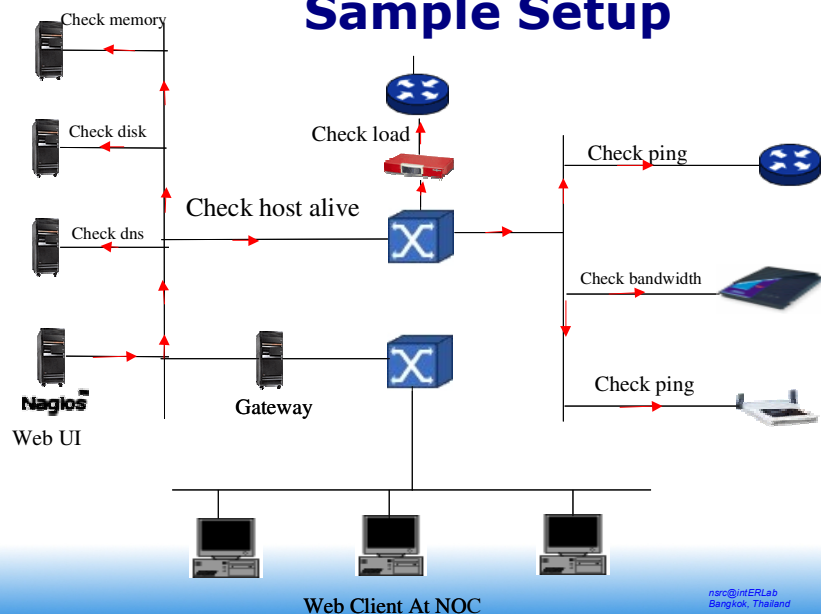 Sample Setup
Check memory
Check disk
Check load
Check ping
Check host alive
Check dns
Check bandwidth
Check ping
Nagios™
Web UI
Gateway
Web Client At NOC
nsrc@intERLab
Bangkok, Thailand